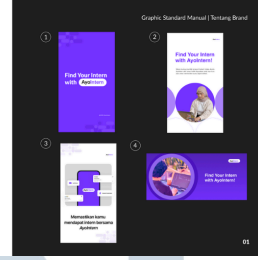 Graphic Standard Manual | Tentang Brand
1
2
Find Your Intern
with AyoIntern
Find Your Intern
with AyoIntern!
3
4
Find Your Intern
with AyoIntern!
Memastikan kamu
mendapat Intern bersama
AyoIntern
01